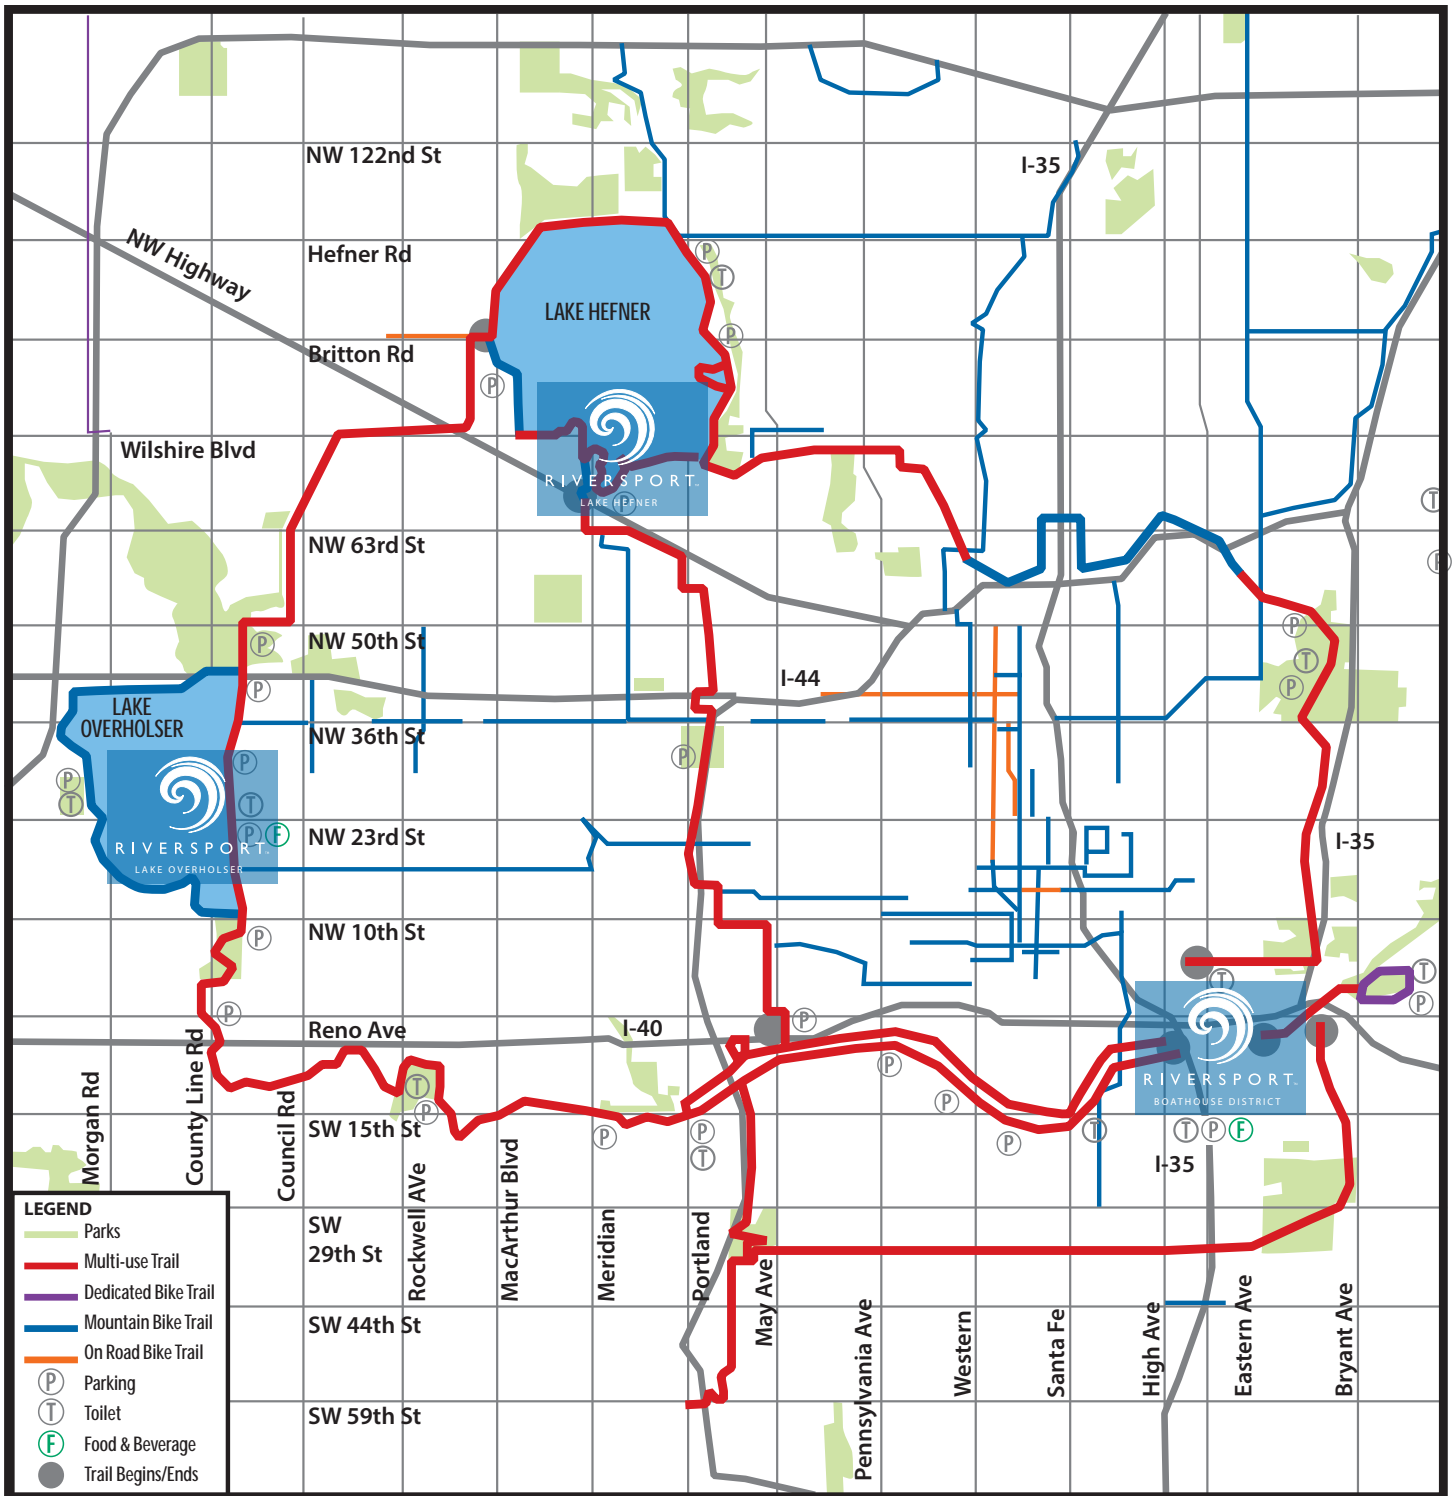 NW 122nd St
I-35
Hefner Rd
NW Highway
LAKE HEFNER
P
T
P
Britton Rd
P
Wilshire Blvd
RIVERSPORT™
LAKE HEFNER
P
T
NW 63rd St
P
NW 50th St
P
P
T
P
I-44
P
LAKE
OVERHOLSER
NW 36th St
P
P
P
T
T
P
F
NW 23rd St
I-35
RIVERSPORT™
LAKE OVERHOLSER
NW 10th St
P
T
T
P
P
Reno Ave
I-40
P
P
T
P
P
P
RIVERSPORT™
BOATHOUSE DISTRICT
SW 15th St
P
P
T
P
T
T
P
F
I-35
Morgan Rd
County Line Rd
Council Rd
Rockwell AVe
MacArthur Blvd
Meridian
Portland
May Ave
Pennsylvania Ave
Western
Santa Fe
High Ave
Eastern Ave
Bryant Ave
SW
29th St
SW 44th St
SW 59th St
LEGEND
Parks
Multi-use Trail
Dedicated Bike Trail
Mountain Bike Trail
On Road Bike Trail
P Parking
T Toilet
F Food & Beverage
Trail Begins/Ends